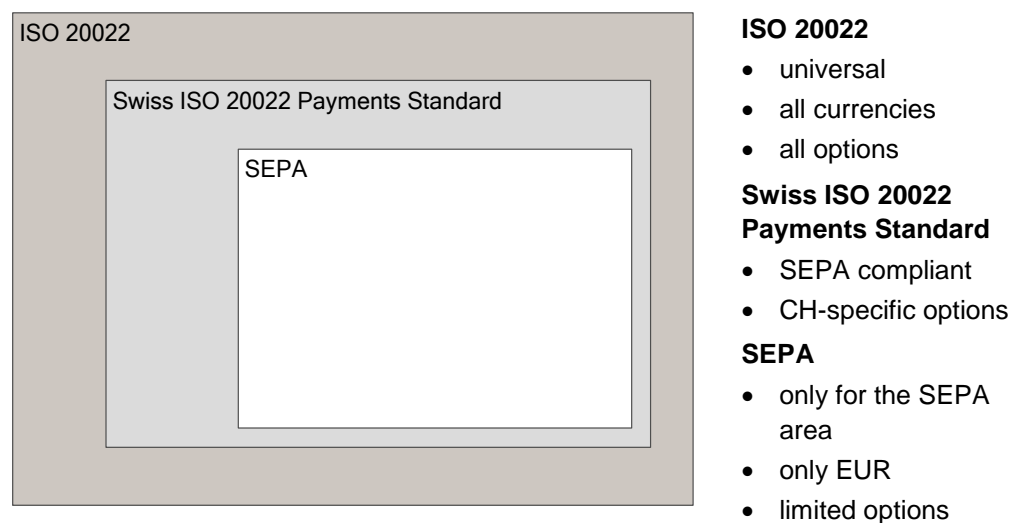 ISO 20022
Swiss ISO 20022 Payments Standard
SEPA
ISO 20022
• universal
• all currencies
• all options
Swiss ISO 20022
Payments Standard
• SEPA compliant
• CH-specific options
SEPA
• only for the SEPA
area
• only EUR
• limited options